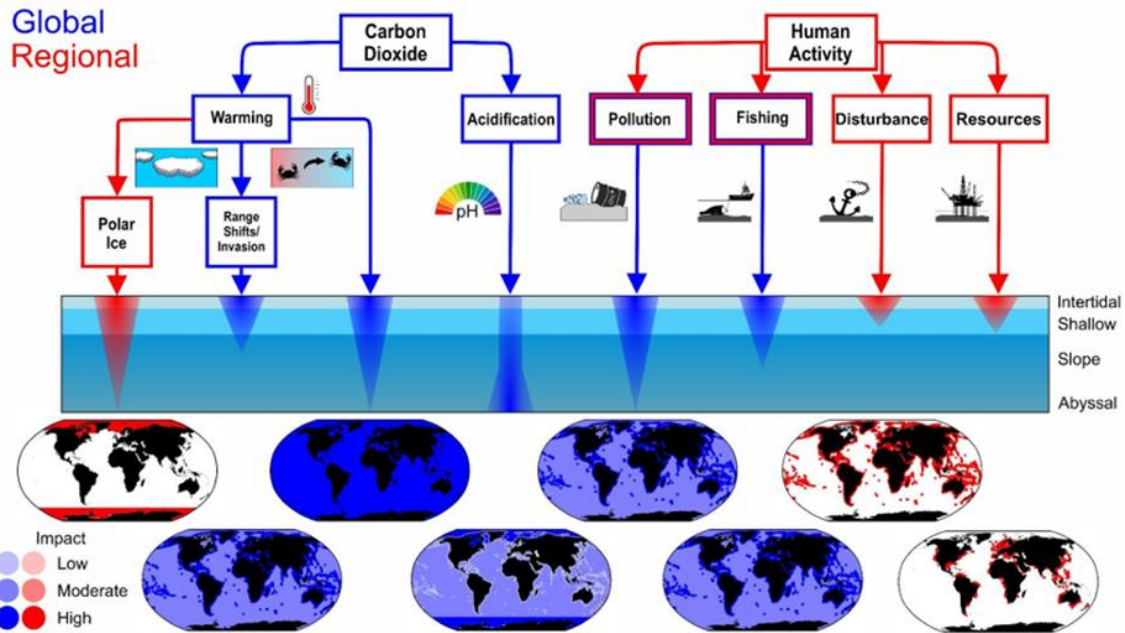 Global
Regional
Carbon
Dioxide
Human
Activity
Warming
Acidification
Pollution
Fishing
Disturbance
Resources
Polar
Ice
Range
Shifts/
Invasion
pH
Intertidal
Shallow
Slope
Abyssal
Impact
Low
Moderate
High